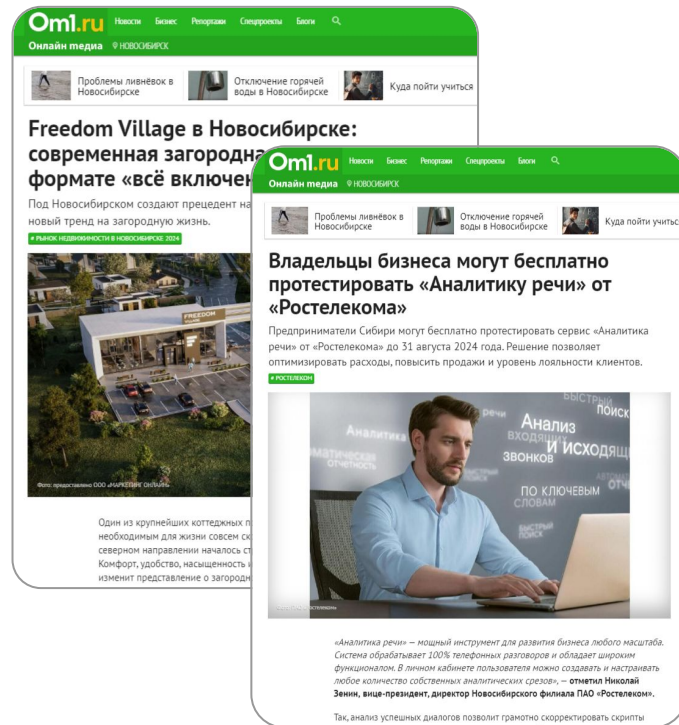 Om1.ru Новости Бизнес Репортажи Спецпроекты Блоги
Онлайн медиа НОВОСИБИРСК
Проблемы ливнёвок в
Новосибирске
Отключение горячей
воды в Новосибирске
Куда пойти учиться
Freedom Village в Новосибирске:
современная загородна
формате «всё включен
Под Новосибирском создают прецедент на
новый тренд на загородную жизнь.
# РЫНОК НЕДВИЖИМОСТИ В НОВОСИБИРСКЕ 2024
FREEDOM
Фото: предоставлено ООО «МАРКЕТИНГ ОНЛАЙН»
Один из крупнейших коттеджных п
необходимым для жизни совсем ск
северном направлении началось ст
Комфорт, удобство, насыщенность и
изменит представление о загородн
Om1.ru Новости Бизнес Репортажи Спецпроекты Блоги
Онлайн медиа НОВОСИБИРСК
Проблемы ливнёвок в
Новосибирске
Отключение горячей
воды в Новосибирске
Куда пойти учитьс
Владельцы бизнеса могут бесплатно
протестировать «Аналитику речи» от
«Ростелекома»
Предприниматели Сибири могут бесплатно протестировать сервис «Аналитика
речи» от «Ростелекома» до 31 августа 2024 года. Решение позволяет
оптимизировать расходы, повысить продажи и уровень лояльности клиентов.
# РОСТЕЛЕКОМ
БЫСТРЫЙ
ПОИСК
речи
Анализ
Аналитика
ВХОДЯЩИХ
И ИСХОДЯЩ
ЗВОНКОВ
матическая
отчетность
ПО КЛЮЧЕВЫМ
СЛОВАМ
БЫСТРЫЙ
ПОИСК
«Аналитика речи» — мощный инструмент для развития бизнеса любого масштаба.
Система обрабатывает 100% телефонных разговоров и обладает широким
функционалом. В личном кабинете пользователя можно создавать и настраивать
любое количество собственных аналитических срезов», — отметил Николай
Зенин, вице-президент, директор Новосибирского филиала ПАО «Ростелеком».
Так, анализ успешных диалогов позволит грамотно скорректировать скрипты